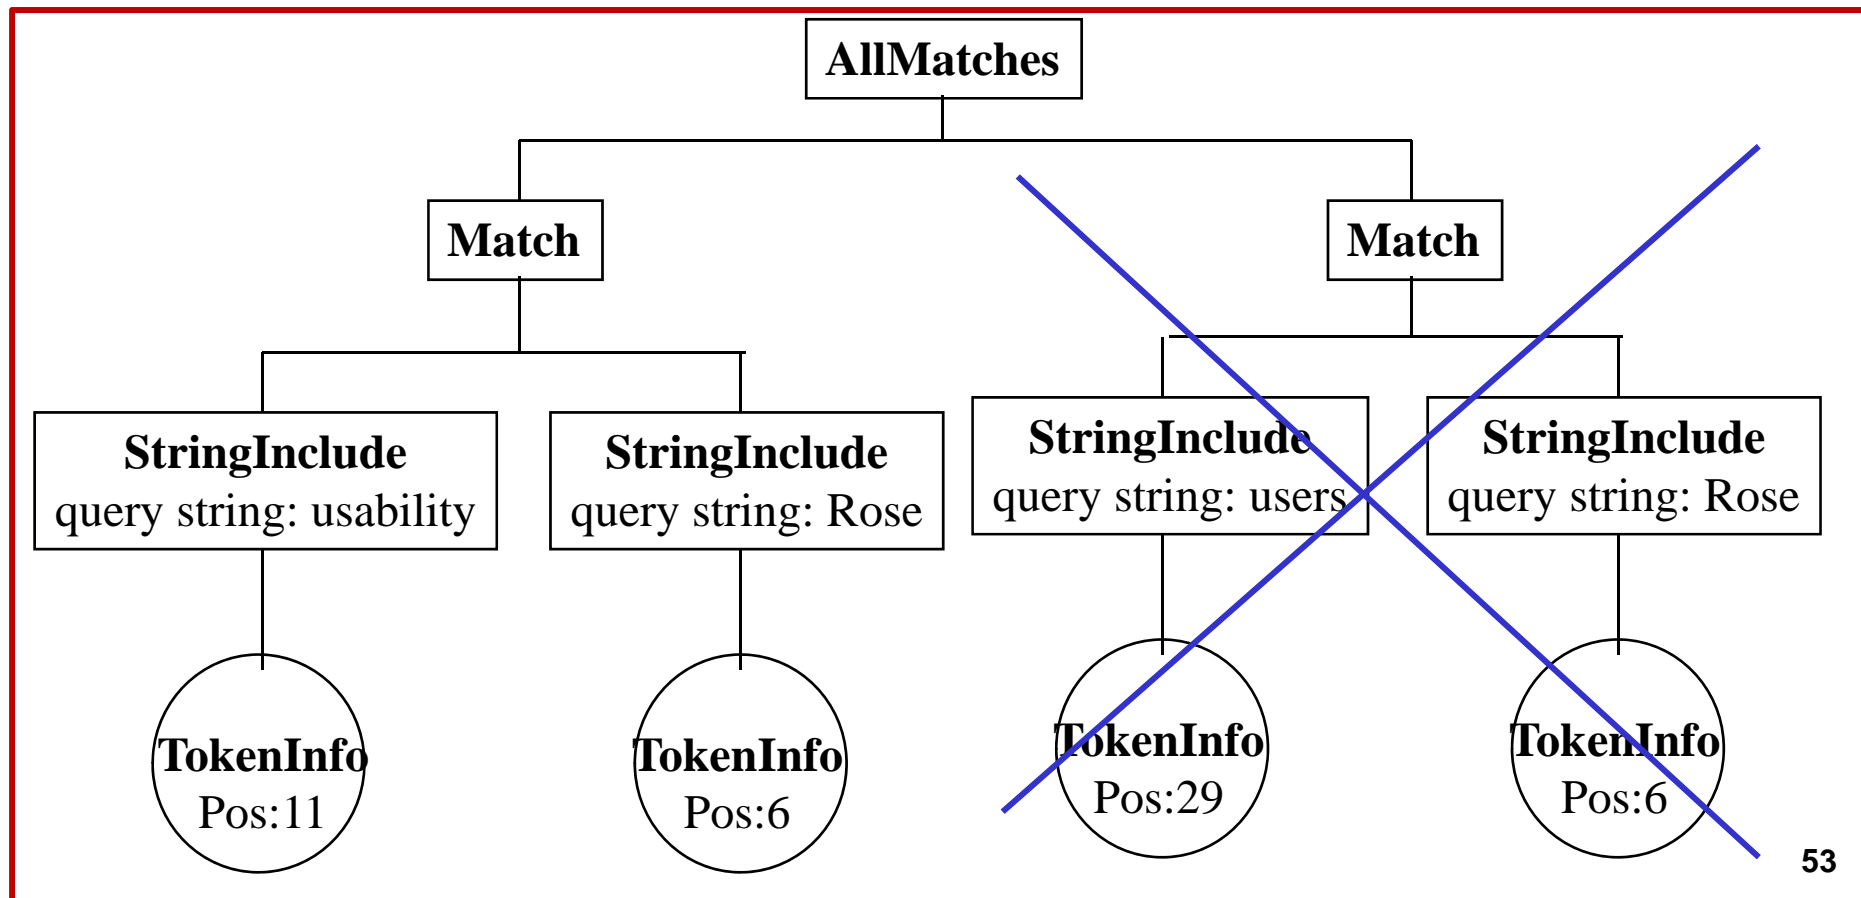 AllMatches
Match
Match
StringInclude
query string: usability
StringInclude
query string: Rose
StringInclude
query string: users
StringInclude
query string: Rose
TokenInfo
Pos:11
TokenInfo
Pos:6
TokenInfo
Pos:29
TokenInfo
Pos:6
53